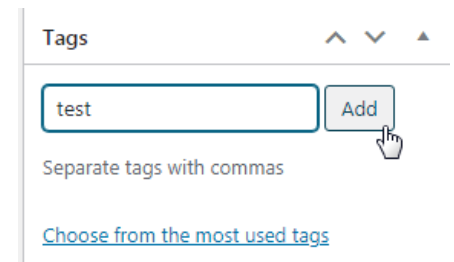 Tags
test
Add
Separate tags with commas
Choose from the most used tags